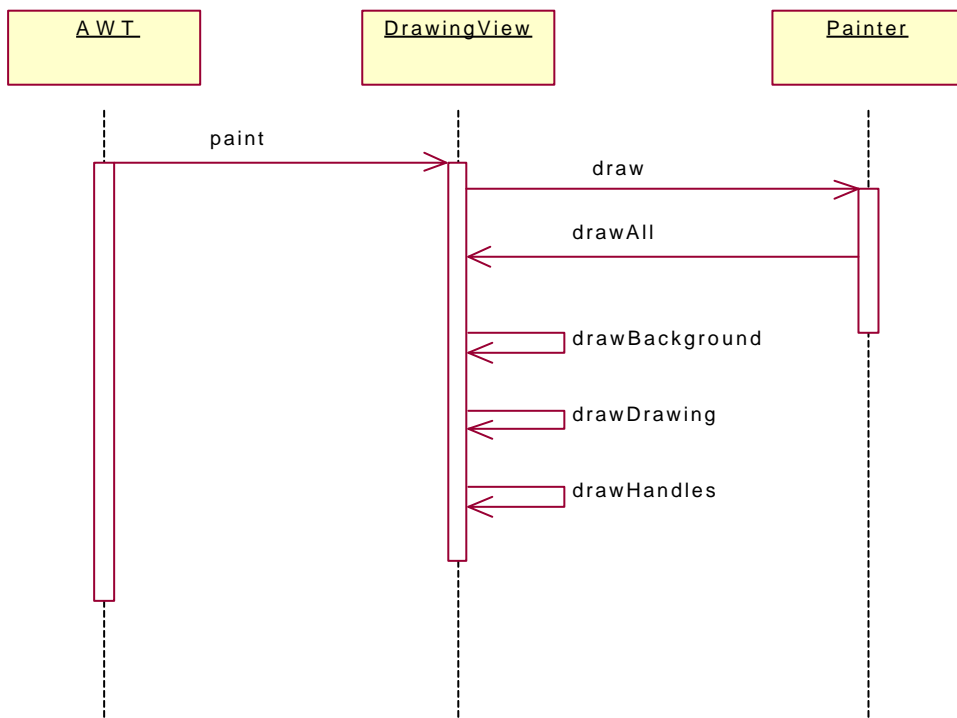 AWT
DrawingView
Painter
paint
draw
drawAll
drawBackground
drawDrawing
drawHandles